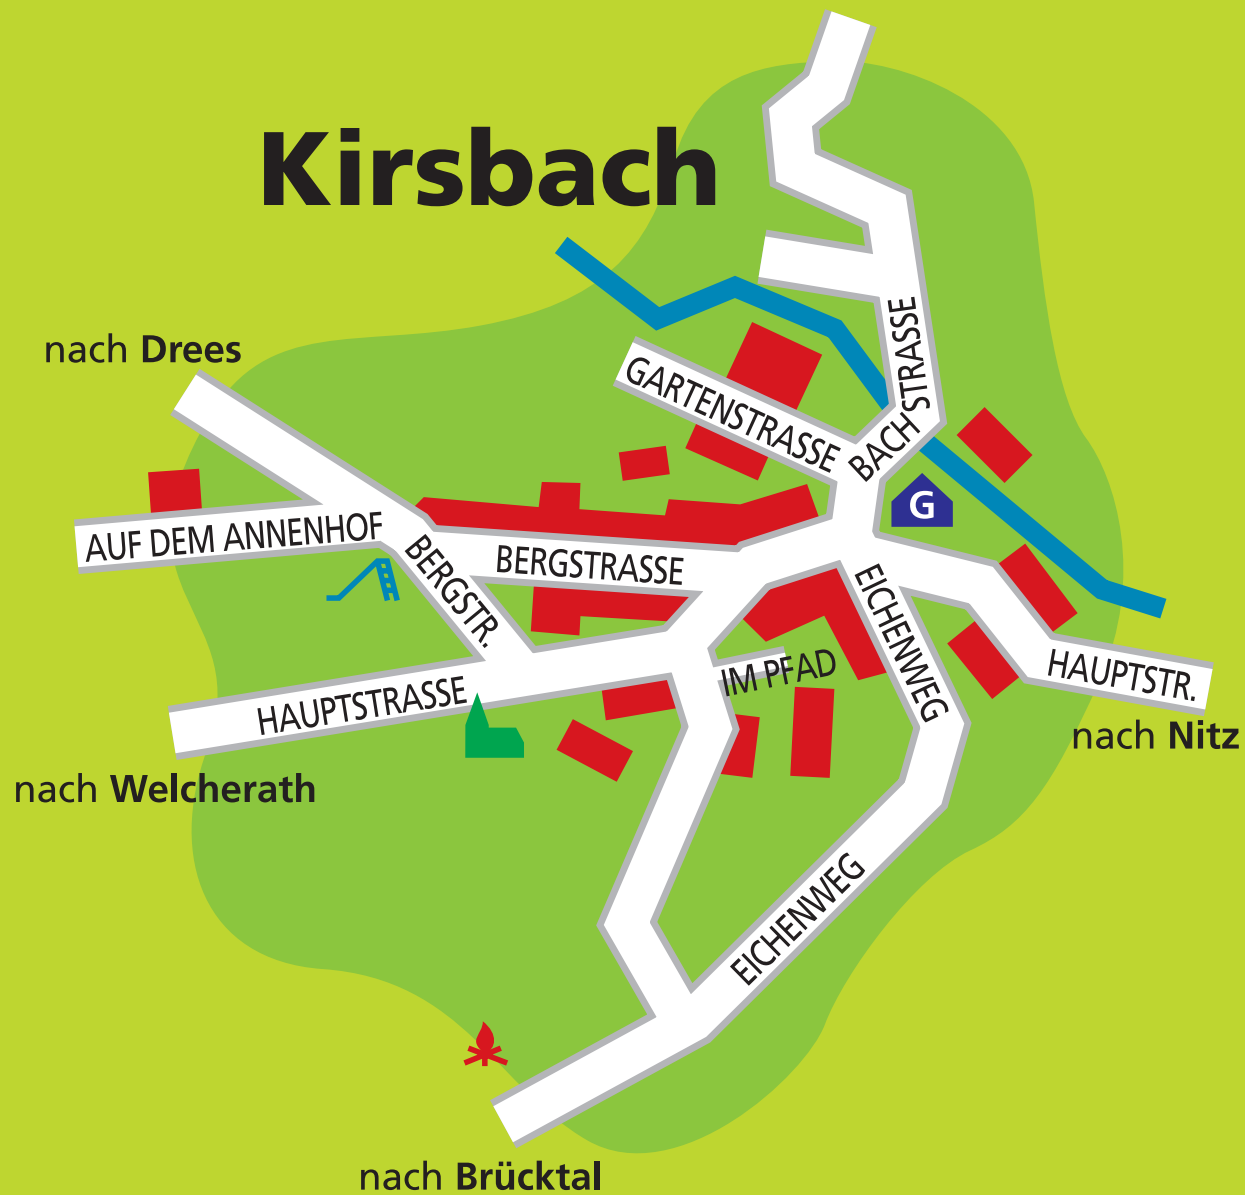 Kirsbach
nach Drees
BACHSTRASSE
GARTENSTRASSE
G
AUF DEM ANNENHOF
BERGSTR.
BERGSTRASSE
EICHENWEG
HAUPTSTRASSE
IM PFAD
HAUPTSTR.
nach Nitz
nach Welcherath
EICHENWEG
nach Brücktal